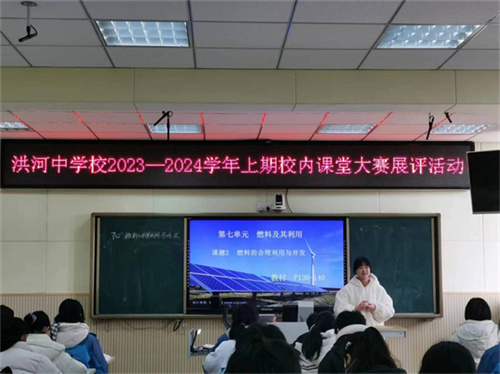 洪河中学校2023—2024学年上期校内课堂大赛展评活动
第七单元 燃料及其利用
课题2 燃料的合理利用与开发
教材